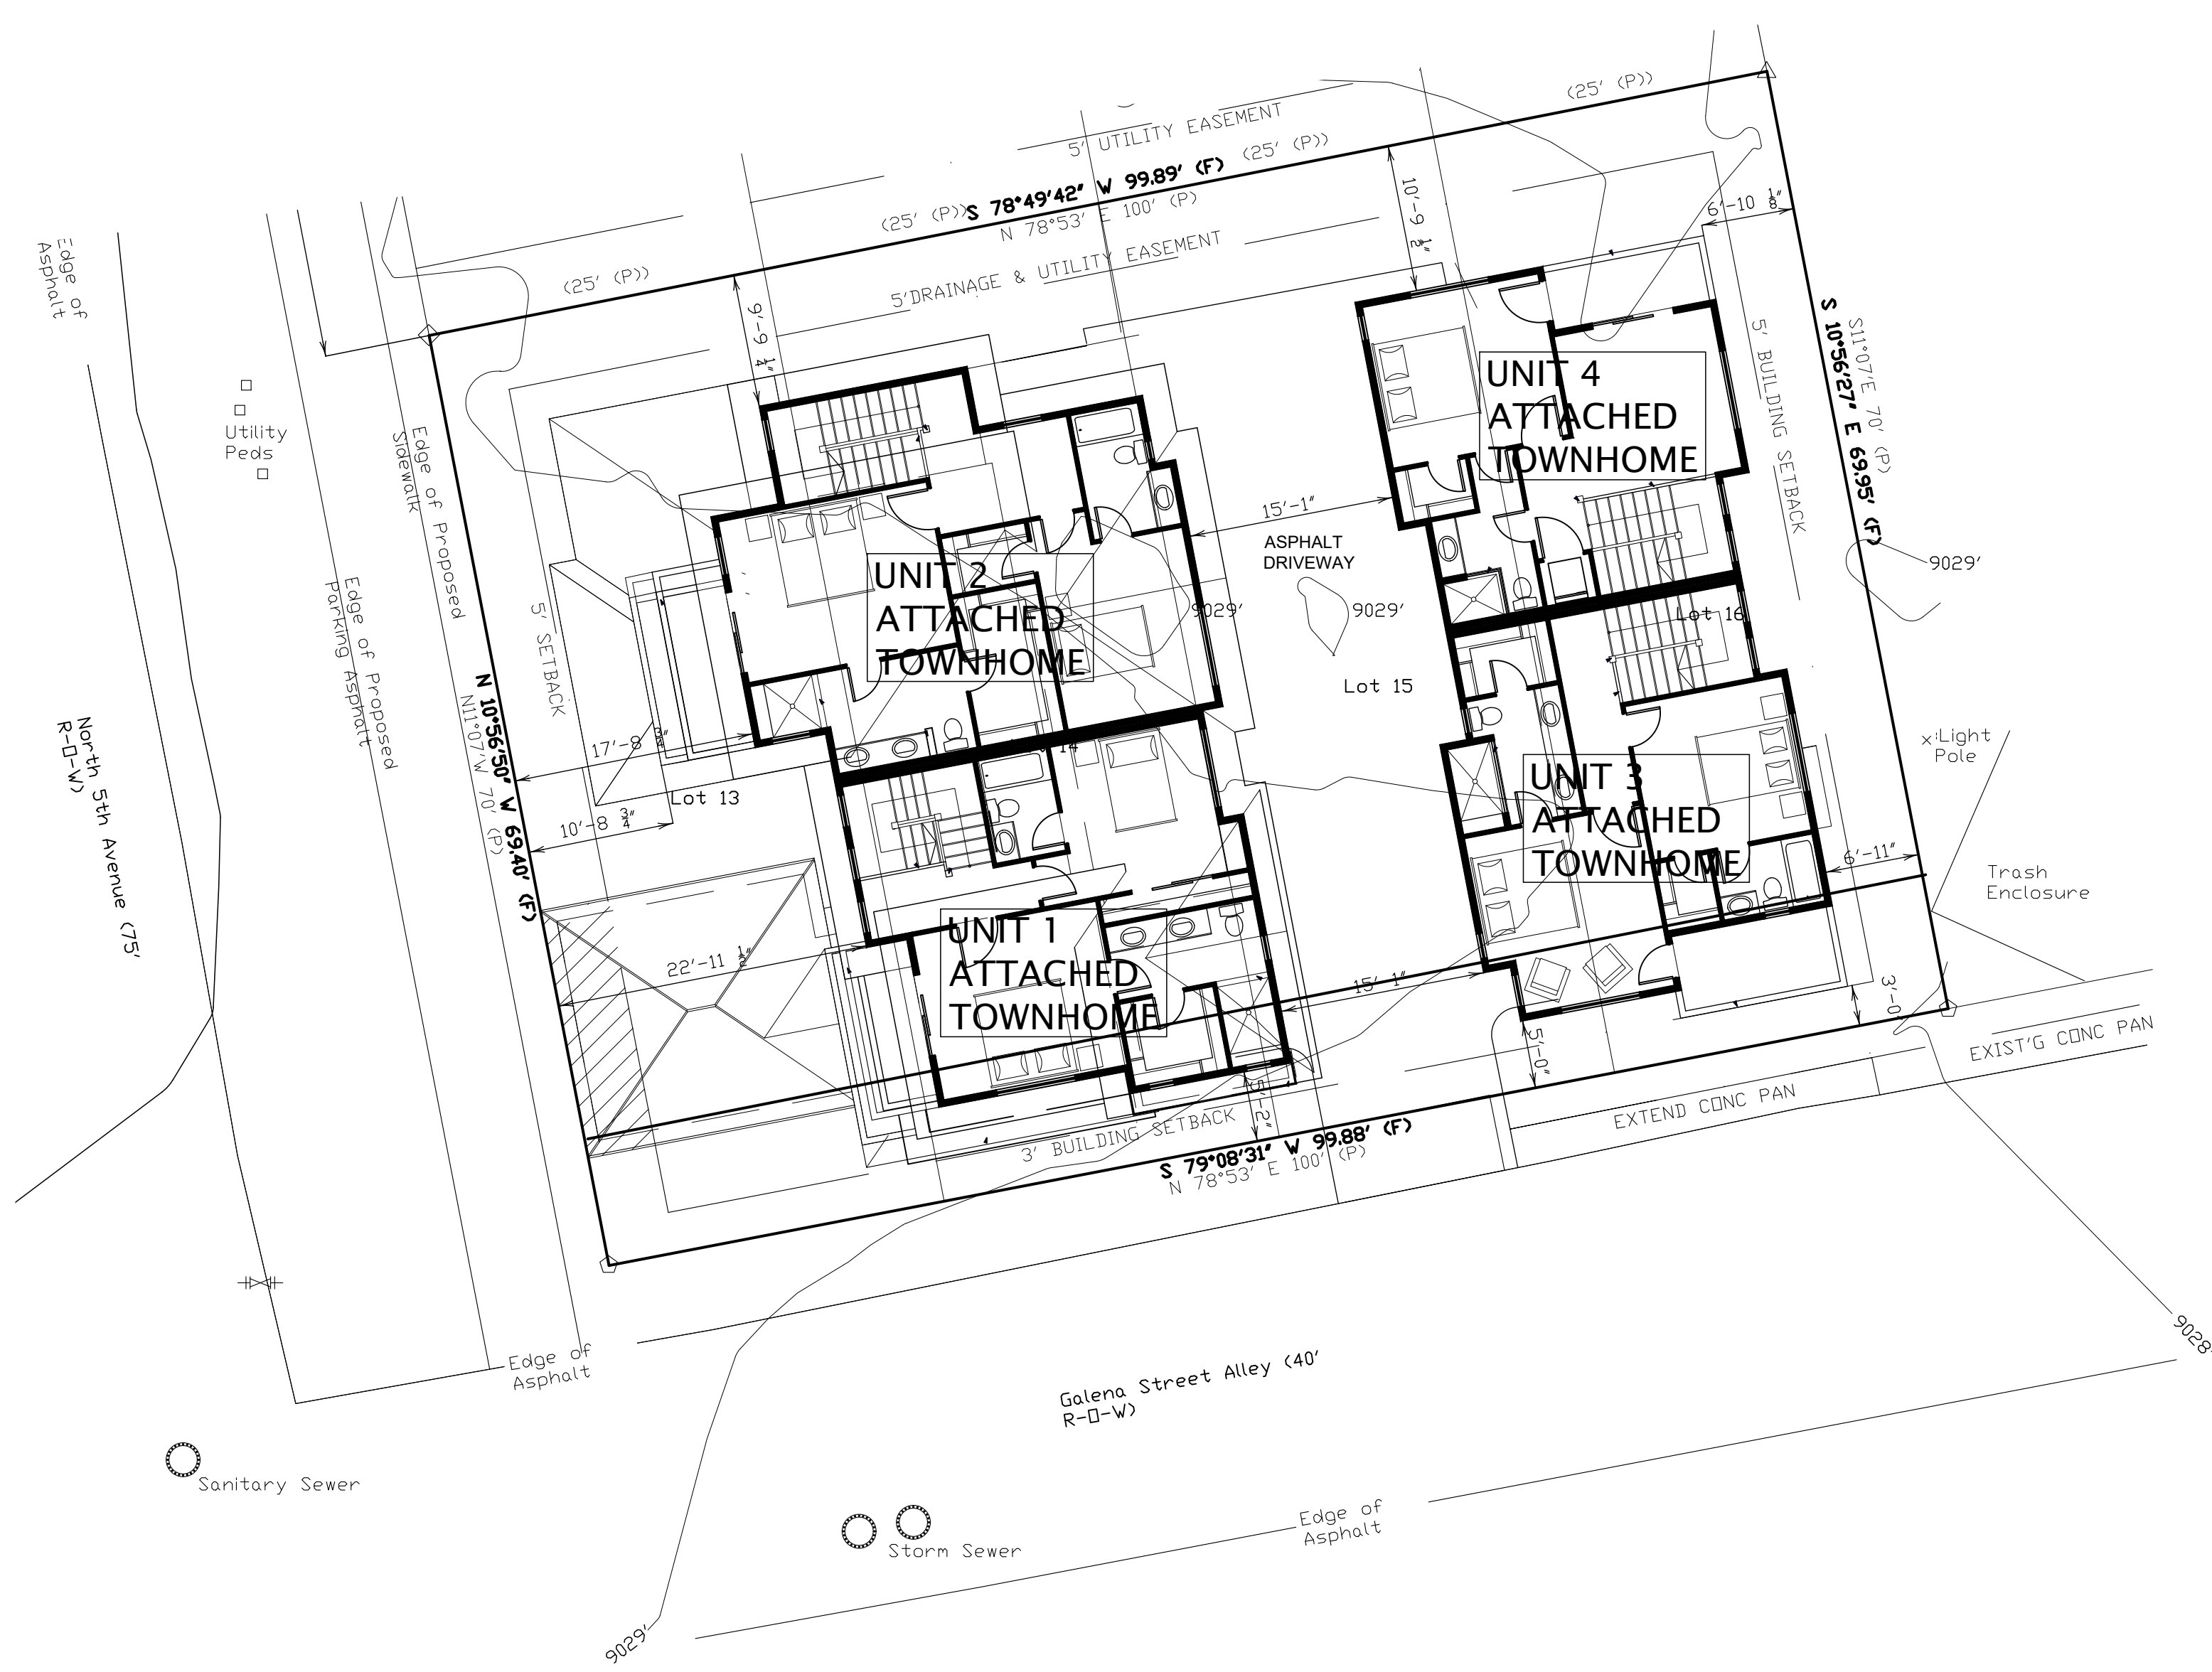 (25' (P))
5' UTILITY EASEMENT
(25' (P))
S 78°49'42" W 99.89' (F)
(25' (P))
N 78°53' E 100' (P)
(25' (P))
5'DRAINAGE & UTILITY EASEMENT
10'-9 1/2"
6'-10 1/8"
9'-9 1/4"
Edge of
Asphalt
Utility
Peds
Edge of Proposed
Sidewalk
Edge of Proposed
Parking Asphalt
5' SETBACK
N 10°56'50" W 69.40' (F)
N11°07'W 70' (P)
North 5th Avenue (75'
R-O-W)
UNIT 4
ATTACHED
TOWNHOME
5' BUILDING SETBACK
S 10°56'27" E 69.95' (F)
S11°07'E 70' (P)
9029'
15'-1"
ASPHALT
DRIVEWAY
9029'
9029'
UNIT 2
ATTACHED
TOWNHOME
Lot 16
Lot 15
14
Lot 13
17'-8 3/4"
10'-8 3/4"
x:Light
Pole
UNIT 3
ATTACHED
TOWNHOME
6'-11"
Trash
Enclosure
UNIT 1
ATTACHED
TOWNHOME
22'-11 1/2"
15'-1"
3'-0"
5'-0"
5'-2"
EXIST'G CONC PAN
EXTEND CONC PAN
3' BUILDING SETBACK
S 79°08'31" W 99.88' (F)
N 78°53' E 100' (P)
Edge of
Asphalt
Galena Street Alley (40'
R-O-W)
9028
Sanitary Sewer
Storm Sewer
Edge of
Asphalt
9029'